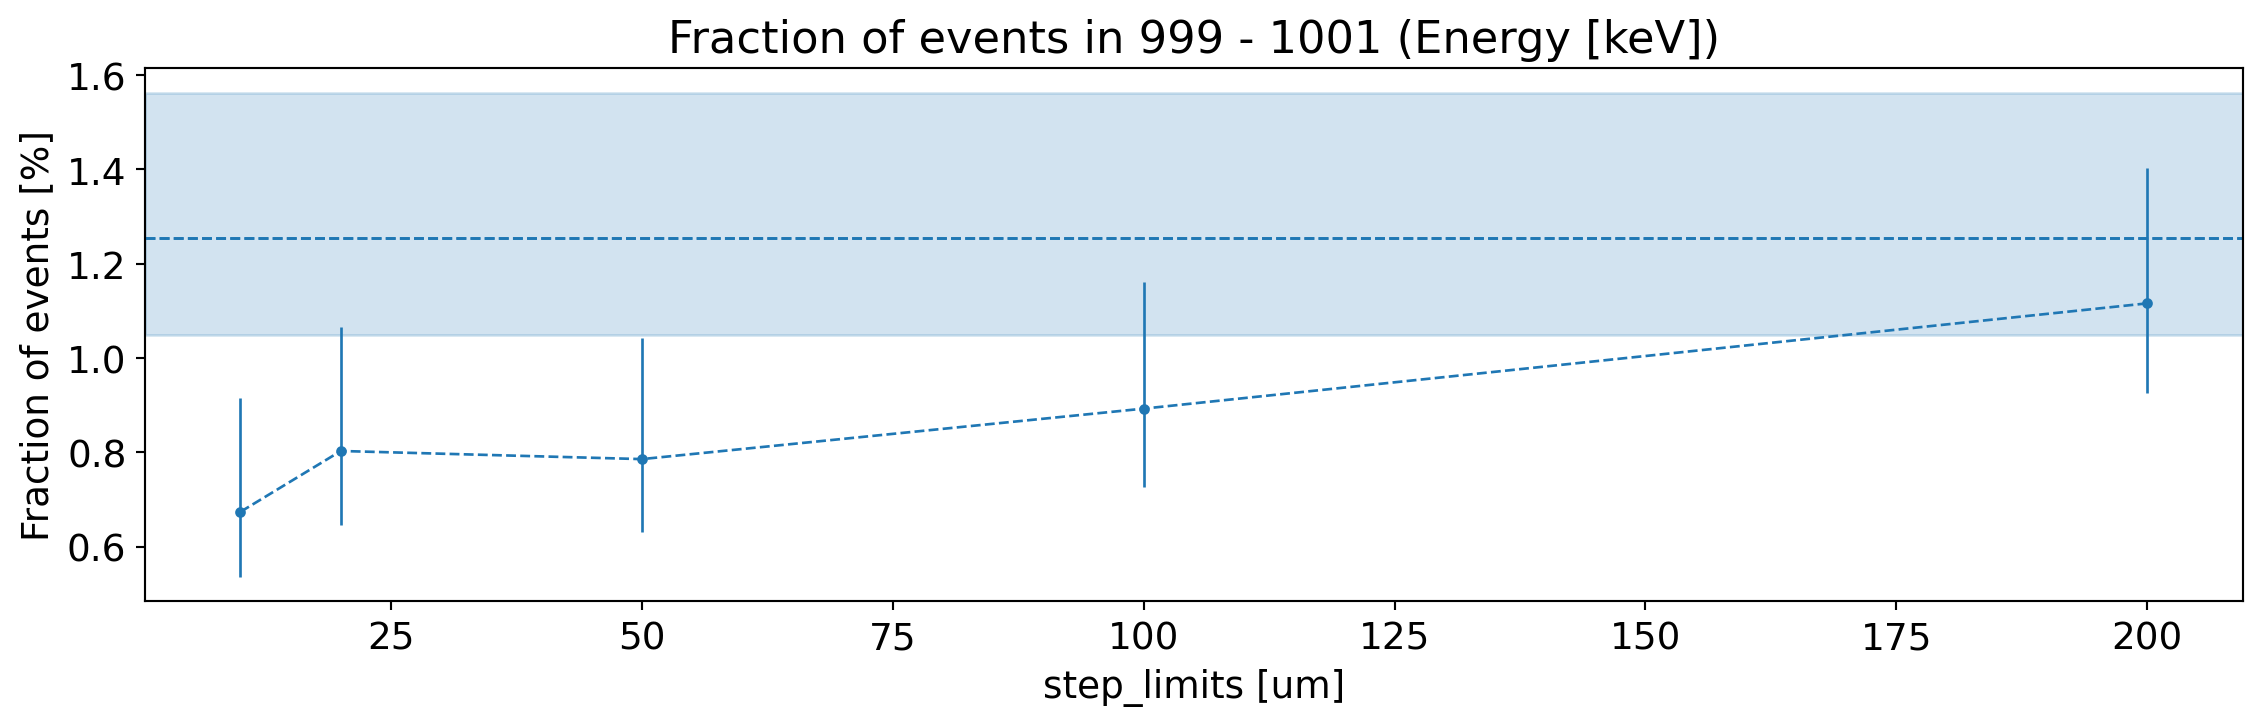 Fraction of events in 999 - 1001 (Energy [keV])
Fraction of events [%]
1.6
1.4
1.2
1.0
0.8
0.6
25 50 75 100 125 150 175 200
step_limits [um]